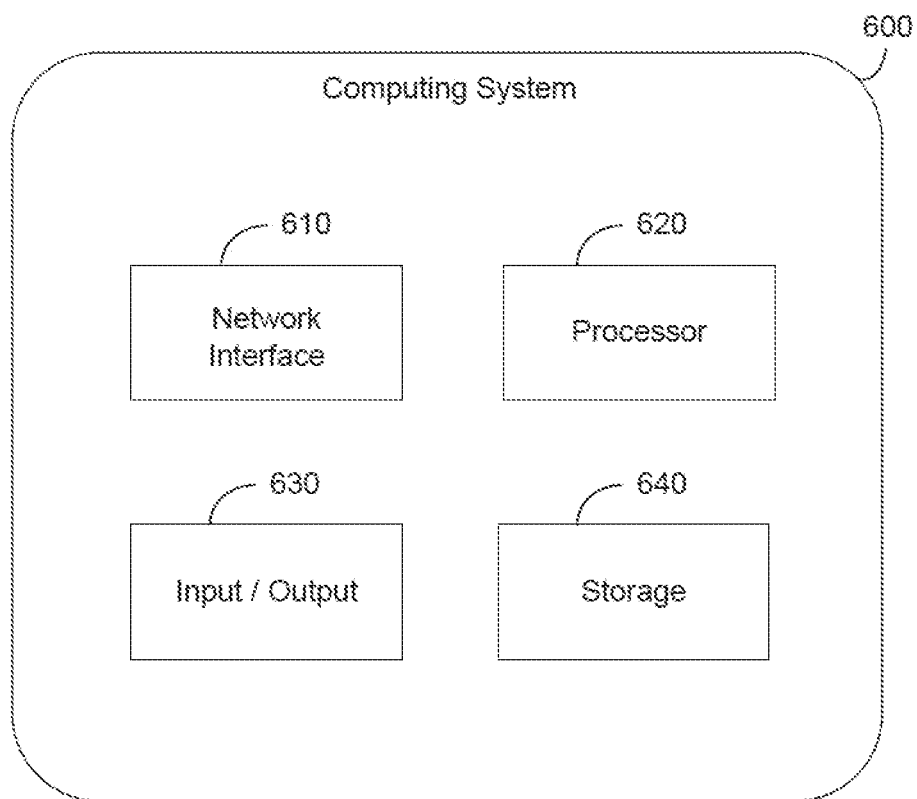 600
Computing System
610
620
Network
Interface
Processor
630
640
Input / Output
Storage